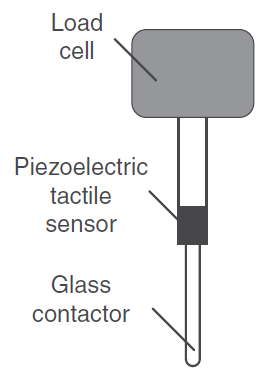 Load
cell
Piezoelectric
tactile
sensor
Glass
contactor